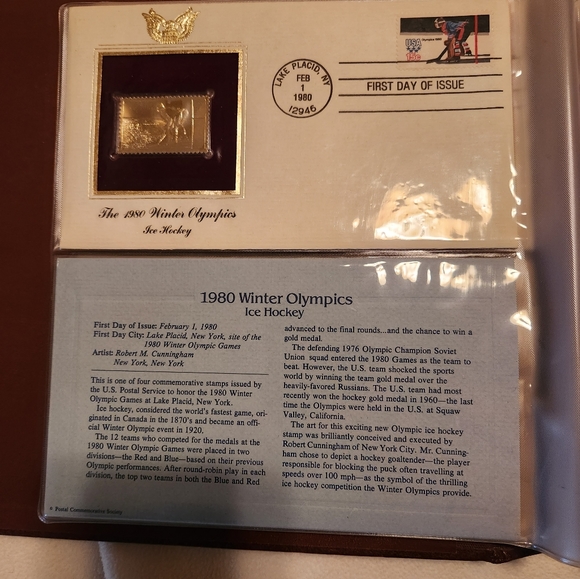 USA
15c
Olympics 1980
LAKE PLACID, NY
FEB
1
1980
12946
FIRST DAY OF ISSUE
The 1980 Winter Olympics
Ice Hockey
1980 Winter Olympics
Ice Hockey
First Day of Issue: February 1, 1980
First Day City: Lake Placid, New York, site of the
1980 Winter Olympic Games
Artist: Robert M. Cunningham
New York, New York
This is one of four commemorative stamps issued by
the U.S. Postal Service to honor the 1980 Winter
Olympic Games at Lake Placid, New York.
Ice hockey, considered the world's fastest game, ori-
ginated in Canada in the 1870's and became an offi-
cial Winter Olympic event in 1920.
The 12 teams who competed for the medals at the
1980 Winter Olympic Games were placed in two
divisions—the Red and Blue—based on their previous
Olympic performances. After round-robin play in each
division, the top two teams in both the Blue and Red
advanced to the final rounds...and the chance to win a
gold medal.
The defending 1976 Olympic Champion Soviet
Union squad entered the 1980 Games as the team to
beat. However, the U.S. team shocked the sports
world by winning the team gold medal over the
heavily-favored Russians. The U.S. team had most
recently won the hockey gold medal in 1960—the last
time the Olympics were held in the U.S. at Squaw
Valley, California.
The art for this exciting new Olympic ice hockey
stamp was brilliantly conceived and executed by
Robert Cunningham of New York City. Mr. Cunning-
ham chose to depict a hockey goaltender—the player
responsible for blocking the puck often travelling at
speeds over 100 mph—as the symbol of the thrilling
ice hockey competition the Winter Olympics provide.
© Postal Commemorative Society